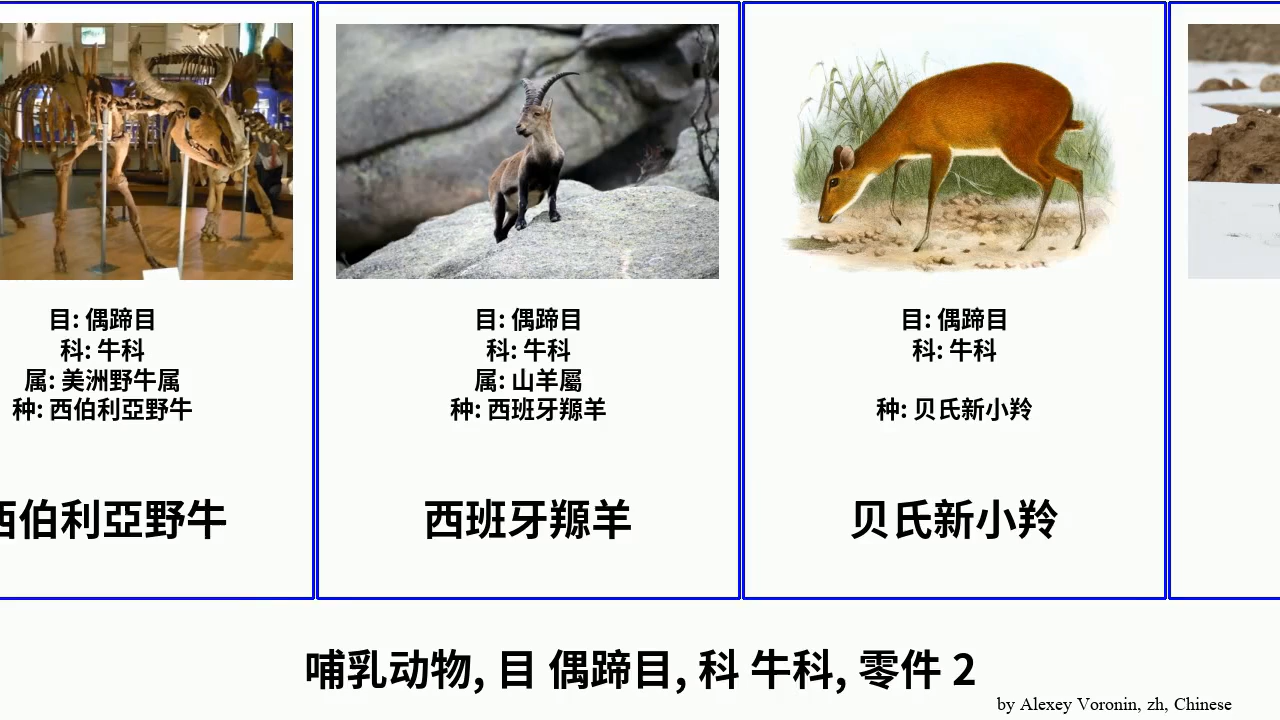 目: 偶蹄目
科: 牛科
属: 美洲野牛属
种: 西伯利亞野牛
西伯利亞野牛
目: 偶蹄目
科: 牛科
属: 山羊屬
种: 西班牙羱羊
西班牙羱羊
目: 偶蹄目
科: 牛科
种: 贝氏新小羚
贝氏新小羚
哺乳动物, 目 偶蹄目, 科 牛科, 零件 2
by Alexey Voronin, zh, Chinese